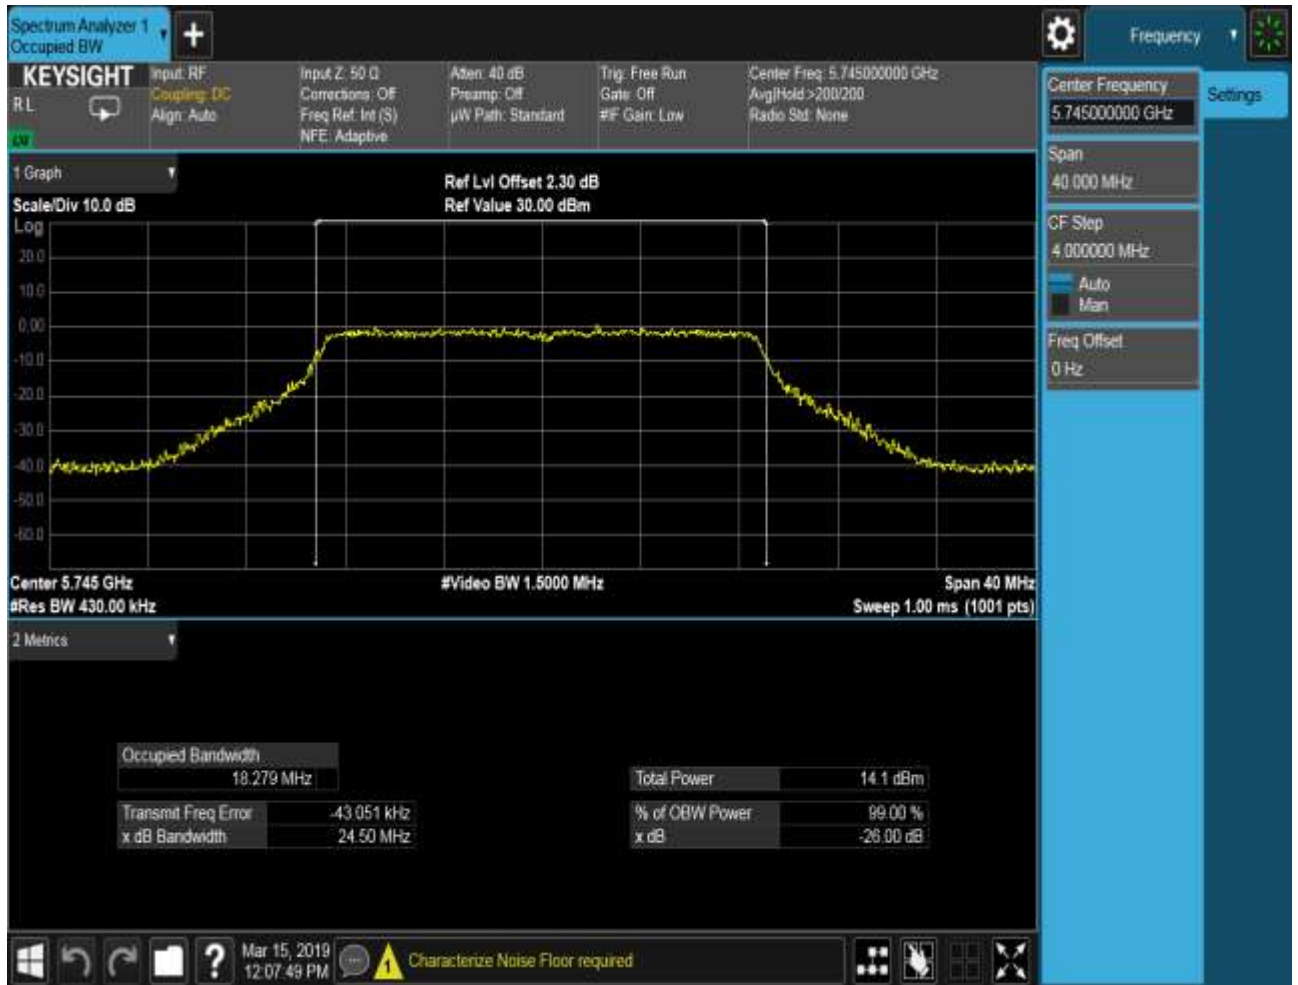 Spectrum Analyzer 1
Occupied BW
Frequency
KEYSIGHT
R L
Input: RF
Coupling: DC
Align: Auto
Input Z: 50 Ω
Corrections: Off
Freq Ref: Int (S)
NFE: Adaptive
Atten: 40 dB
Preamp: Off
µW Path: Standard
Trig: Free Run
Gate: Off
#IF Gain: Low
Center Freq: 5.745000000 GHz
Avg|Hold:>200/200
Radio Std: None
Center Frequency
5.745000000 GHz
Settings
Span
40.000 MHz
CF Step
4.000000 MHz
Auto
Man
Freq Offset
0 Hz
1 Graph
Scale/Div 10.0 dB
Ref Lvl Offset 2.30 dB
Ref Value 30.00 dBm
Log
20.0
10.0
0.00
-10.0
-20.0
-30.0
-40.0
-50.0
-60.0
Center 5.745 GHz
#Video BW 1.5000 MHz
Span 40 MHz
#Res BW 430.00 kHz
Sweep 1.00 ms (1001 pts)
2 Metrics
Occupied Bandwidth
18.279 MHz
Total Power 14.1 dBm
Transmit Freq Error -43.051 kHz
% of OBW Power 99.00 %
x dB Bandwidth 24.50 MHz
x dB -26.00 dB
?
Mar 15, 2019
12:07:49 PM
1
Characterize Noise Floor required